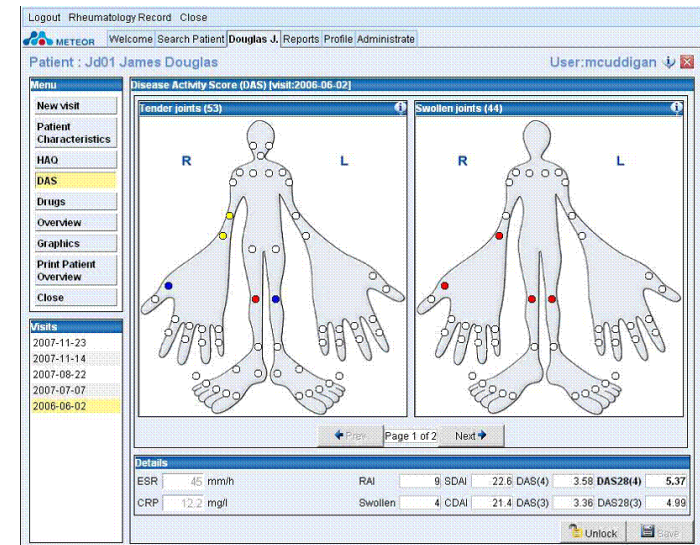 Logout Rheumatology Record Close
METEOR Welcome Search Patient Douglas J. Reports Profile Administrate
Patient : Jd01 James Douglas User:mcuddigan
Menu
New visit
Patient
Characteristics
HAQ
DAS
Drugs
Overview
Graphics
Print Patient
Overview
Close
Visits
2007-11-23
2007-11-14
2007-08-22
2007-07-07
2006-06-02
Disease Activity Score (DAS) [visit:2006-06-02]
Tender joints (53)
R L
Swollen joints (44)
R L
Prev Page 1 of 2 Next
Details
ESR 45 mm/h RAI 9 SDAI 22.6 DAS(4) 3.58 DAS28(4) 5.37
CRP 12.2 mg/l Swollen 4 CDAI 21.4 DAS(3) 3.36 DAS28(3) 4.99
Unlock Save